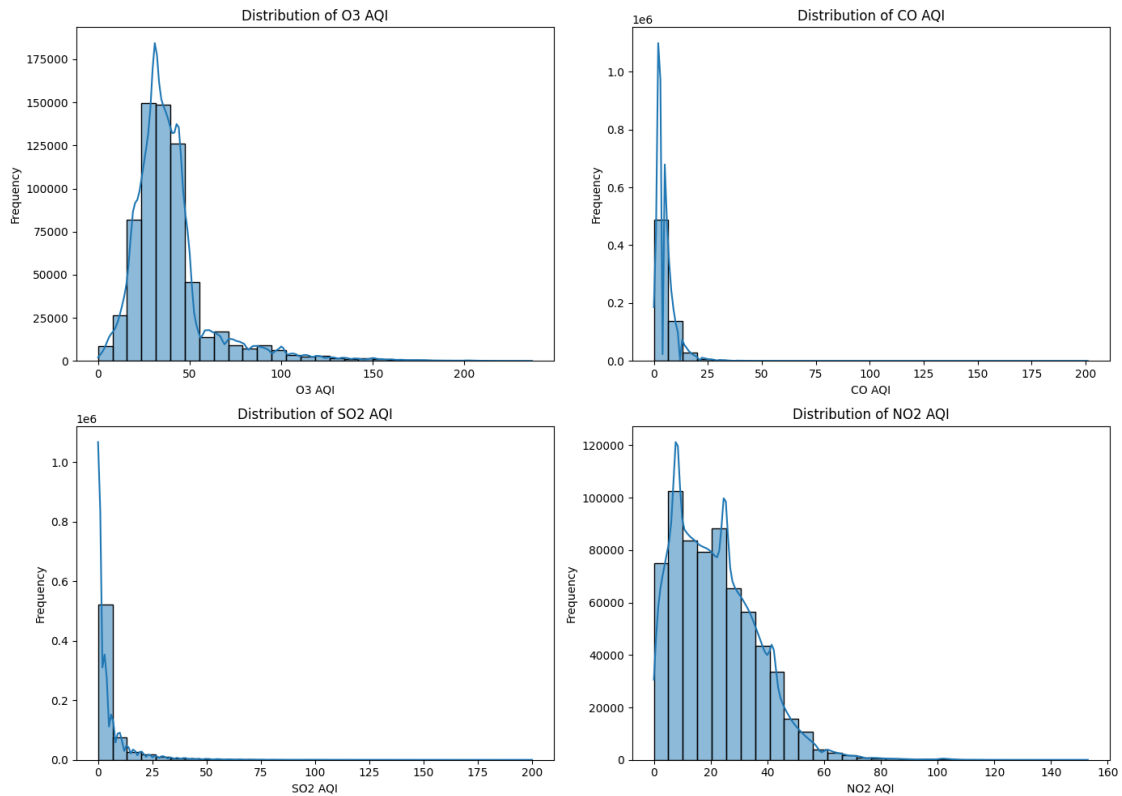 Distribution of O3 AQI
175000
150000
125000
100000
75000
50000
25000
0
Frequency
0 50 100 150 200
O3 AQI
Distribution of CO AQI
1e6
1.0
0.8
0.6
0.4
0.2
0.0
Frequency
0 25 50 75 100 125 150 175 200
CO AQI
Distribution of SO2 AQI
1e6
1.0
0.8
0.6
0.4
0.2
0.0
Frequency
0 25 50 75 100 125 150 175 200
SO2 AQI
Distribution of NO2 AQI
120000
100000
80000
60000
40000
20000
0
Frequency
0 20 40 60 80 100 120 140 160
NO2 AQI